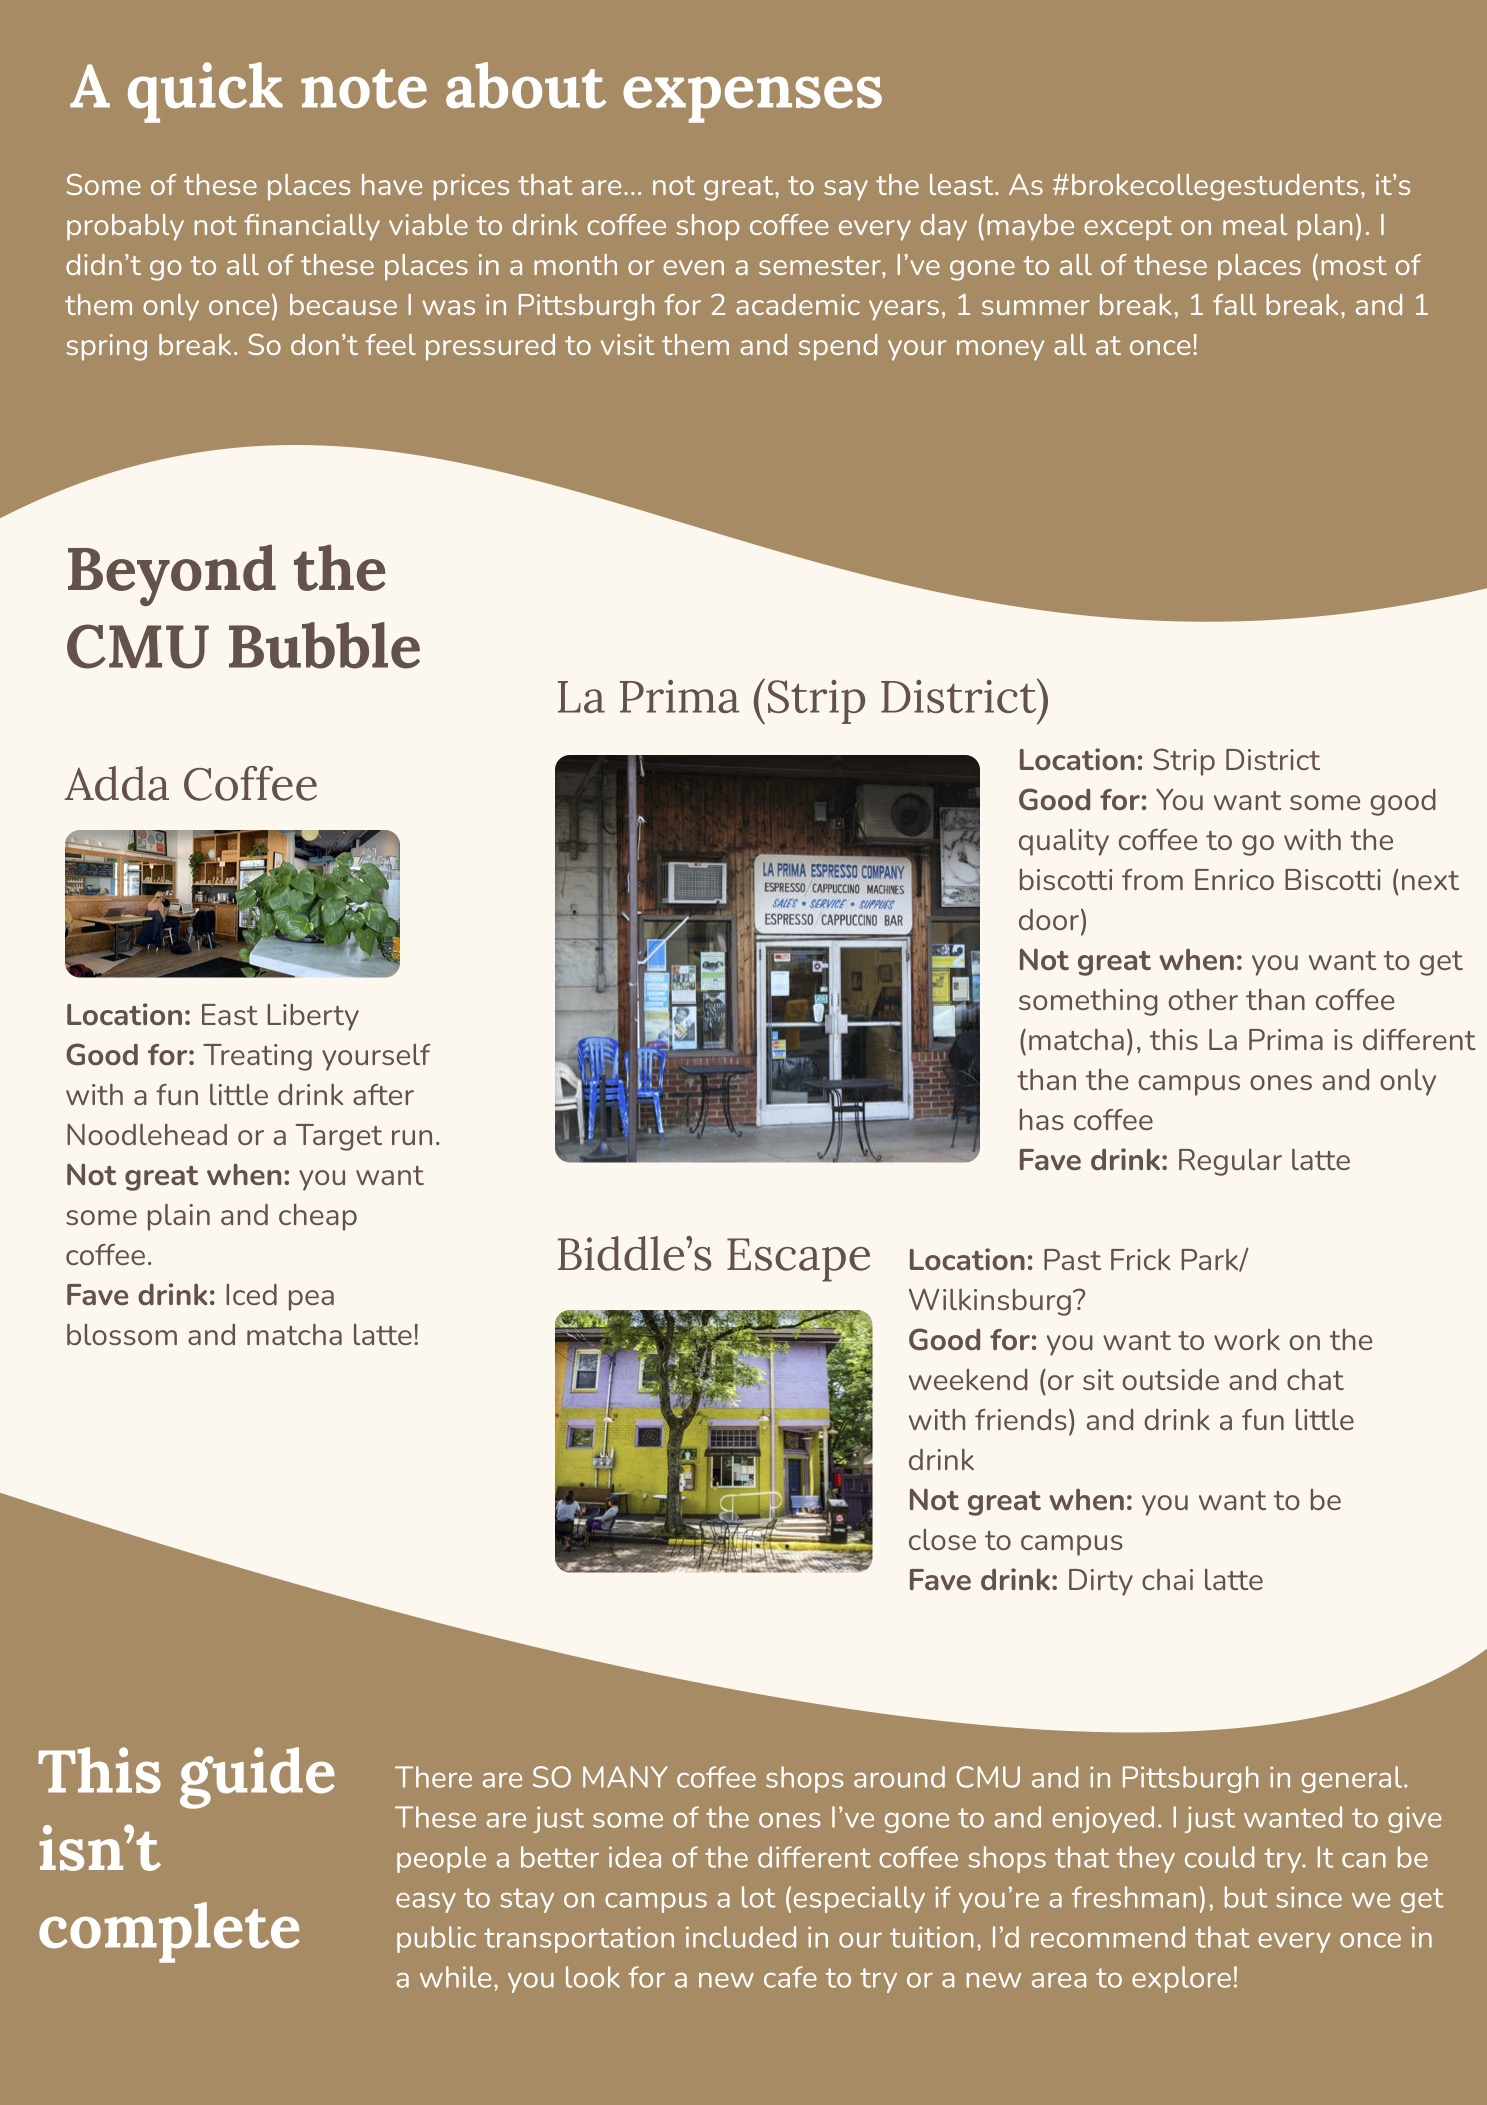 A quick note about expenses
Some of these places have prices that are... not great, to say the least. As #brokecollegestudents, it's
probably not financially viable to drink coffee shop coffee every day (maybe except on meal plan). I
didn't go to all of these places in a month or even a semester, I've gone to all of these places (most of
them only once) because I was in Pittsburgh for 2 academic years, 1 summer break, 1 fall break, and 1
spring break. So don't feel pressured to visit them and spend your money all at once!
Beyond the
CMU Bubble
Adda Coffee
Location: East Liberty
Good for: Treating yourself
with a fun little drink after
Noodlehead or a Target run.
Not great when: you want
some plain and cheap
coffee.
Fave drink: Iced pea
blossom and matcha latte!
La Prima (Strip District)
LA PRIMA ESPRESSO COMPANY
ESPRESSO/CAPPUCCINO MACHINES
SALES • SERVICE • SUPPLIES
ESPRESSO/CAPPUCCINO BAR
Location: Strip District
Good for: You want some good
quality coffee to go with the
biscotti from Enrico Biscotti (next
door)
Not great when: you want to get
something other than coffee
(matcha), this La Prima is different
than the campus ones and only
has coffee
Fave drink: Regular latte
Biddle's Escape
Location: Past Frick Park/
Wilkinsburg?
Good for: you want to work on the
weekend (or sit outside and chat
with friends) and drink a fun little
drink
Not great when: you want to be
close to campus
Fave drink: Dirty chai latte
This guide
isn't
complete
There are SO MANY coffee shops around CMU and in Pittsburgh in general.
These are just some of the ones I've gone to and enjoyed. I just wanted to give
people a better idea of the different coffee shops that they could try. It can be
easy to stay on campus a lot (especially if you're a freshman), but since we get
public transportation included in our tuition, I'd recommend that every once in
a while, you look for a new cafe to try or a new area to explore!